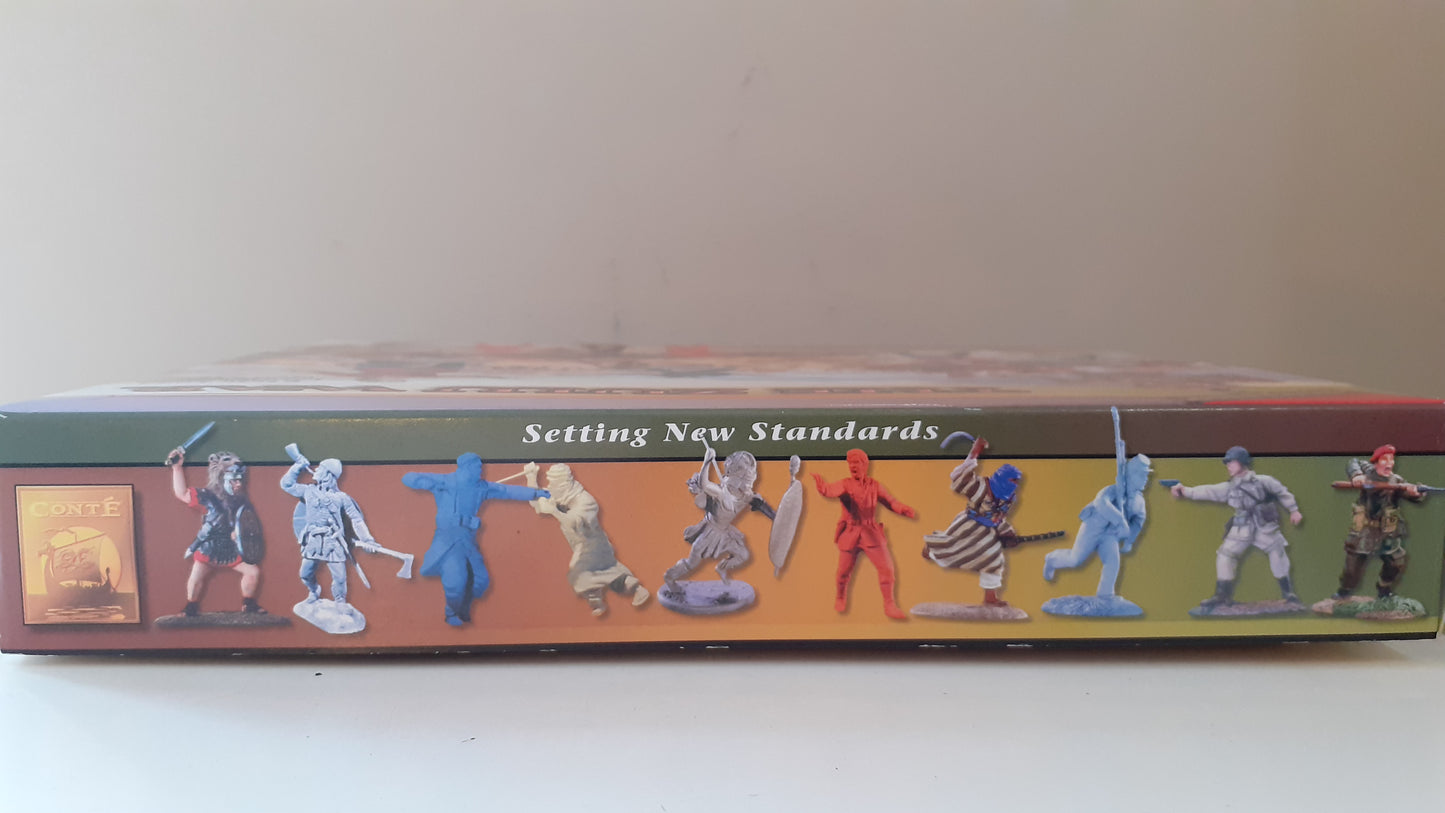 Setting New Standards
CONTÉ